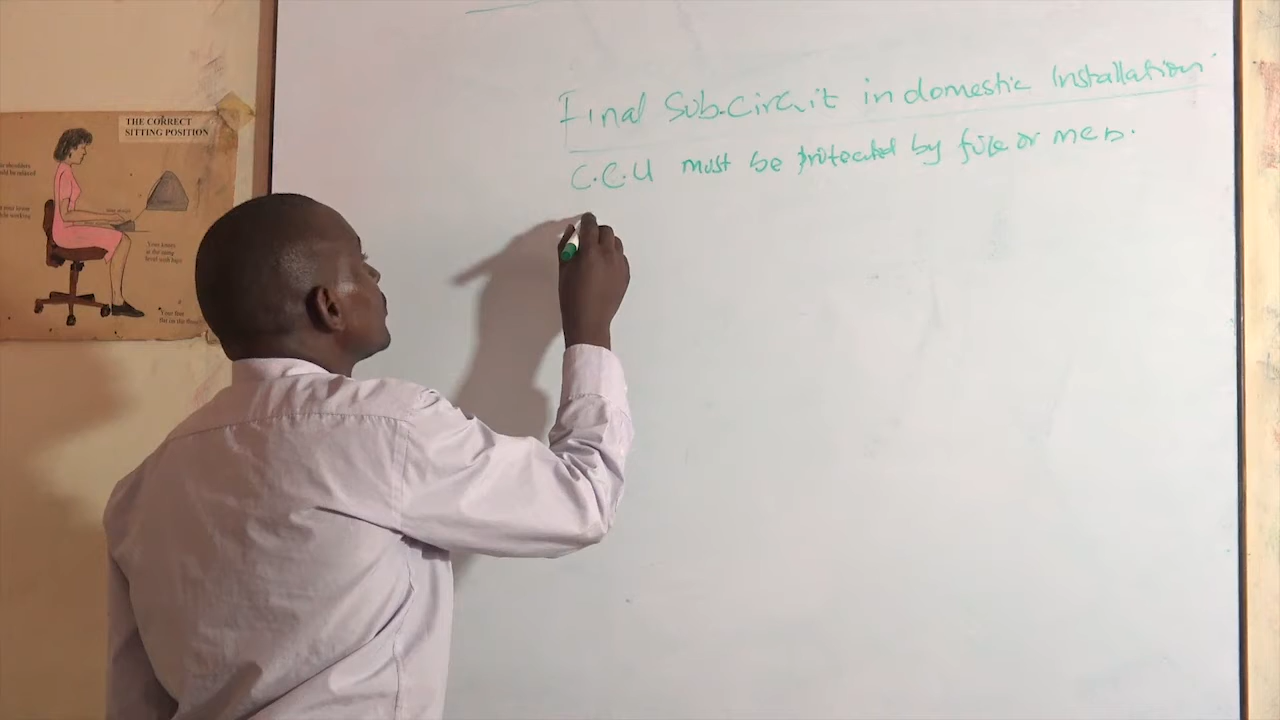 THE CORRECT
SITTING POSITION
Final Sub.Circuit in domestic Installation.
C.C.U must be protected by fuse or MCB.